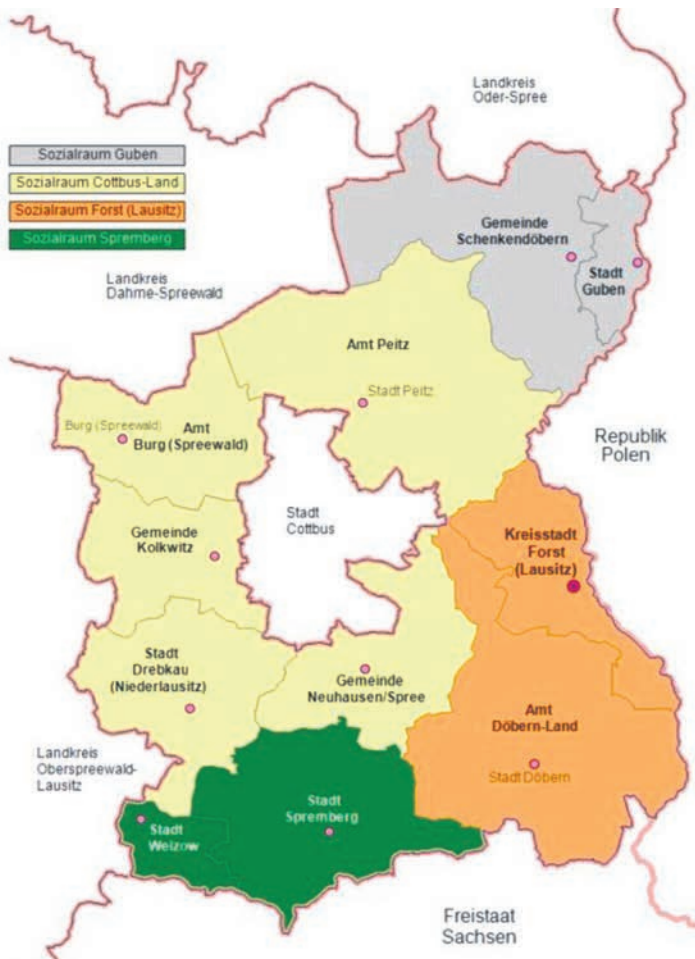 Landkreis
Oder-Spree
Sozialraum Guben
Sozialraum Cottbus-Land
Sozialraum Forst (Lausitz)
Sozialraum Spremberg
Gemeinde
Schenkendöbern
Stadt
Guben
Landkreis
Dahme-Spreewald
Amt Peitz
Stadt Peitz
Burg (Spreewald)
Amt
Burg (Spreewald)
Republik
Polen
Stadt
Cottbus
Gemeinde
Kolkwitz
Kreisstadt
Forst
(Lausitz)
Stadt
Drebkau
(Niederlausitz)
Gemeinde
Neuhausen/Spree
Amt
Döbern-Land
Stadt Döbern
Landkreis
Oberspreewald-
Lausitz
Stadt
Spremberg
Stadt
Welzow
Freistaat
Sachsen